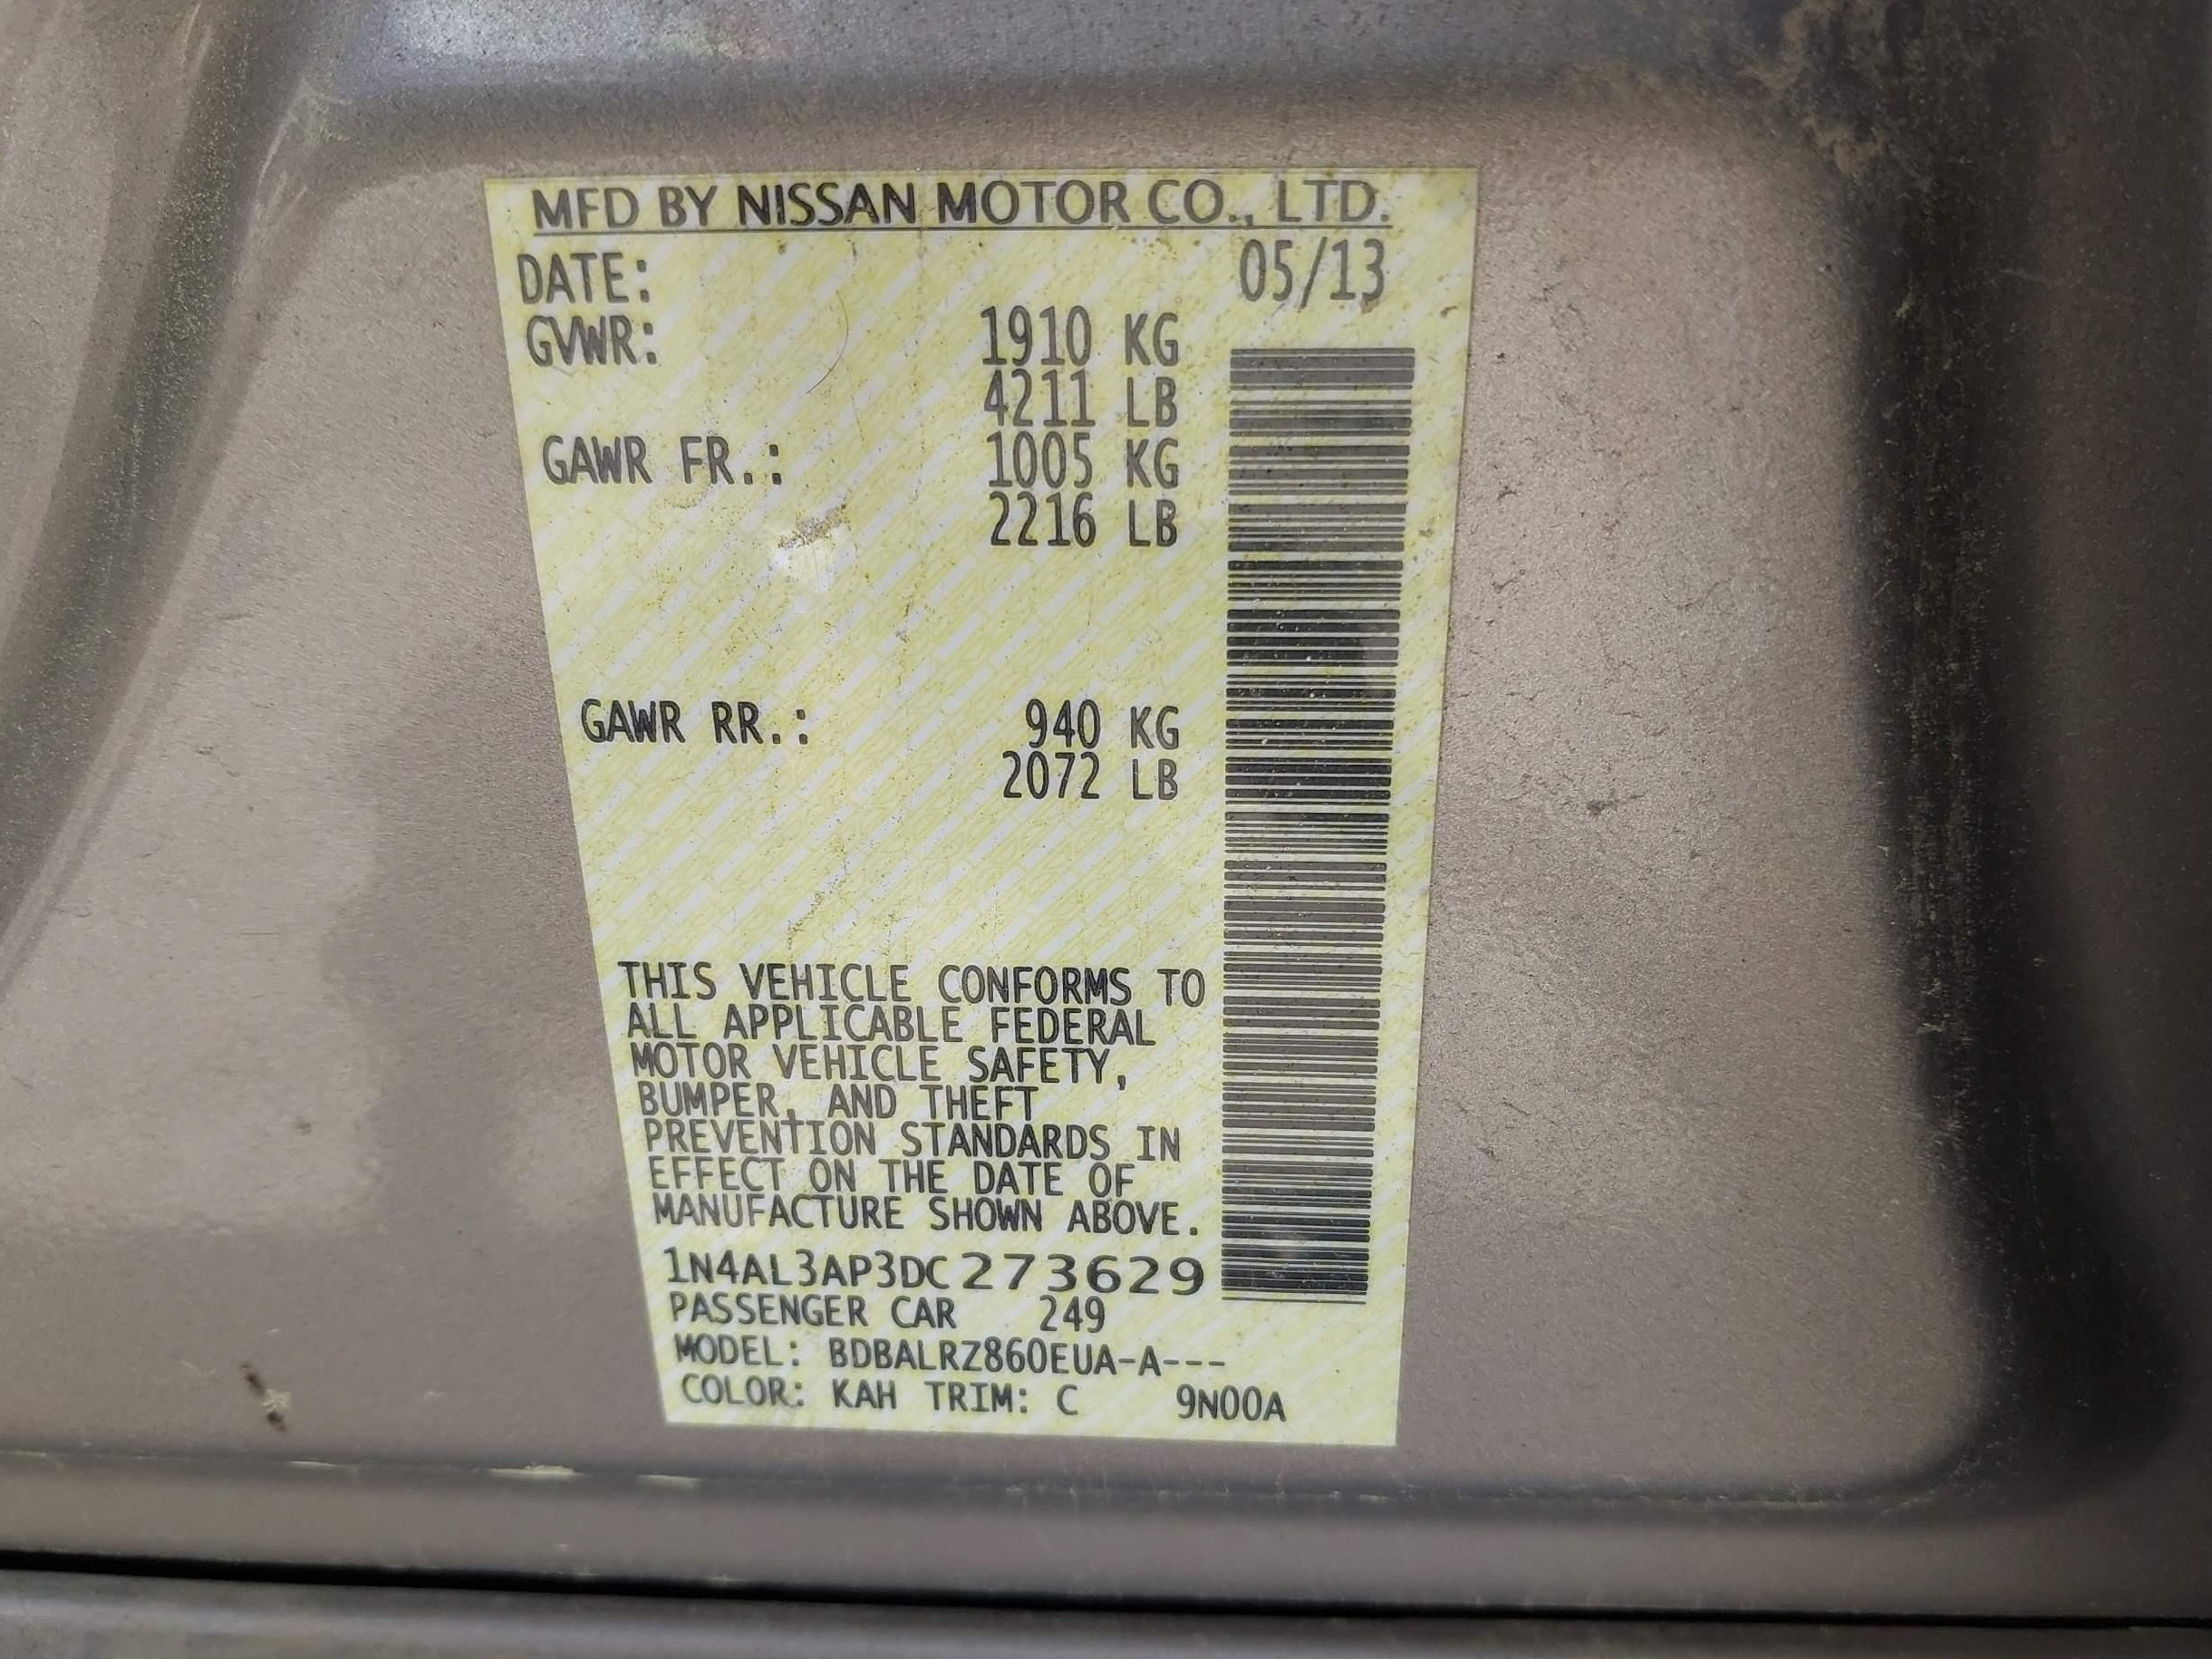 MFD BY NISSAN MOTOR CO., LTD.
DATE: 05/13
GVWR: 1910 KG
4211 LB
GAWR FR.: 1005 KG
2216 LB
GAWR RR.: 940 KG
2072 LB
THIS VEHICLE CONFORMS TO
ALL APPLICABLE FEDERAL
MOTOR VEHICLE SAFETY,
BUMPER, AND THEFT
PREVENTION STANDARDS IN
EFFECT ON THE DATE OF
MANUFACTURE SHOWN ABOVE.
1N4AL3AP3DC273629
PASSENGER CAR 249
MODEL: BDBALRZ860EUA-A---
COLOR: KAH TRIM: C 9N00A